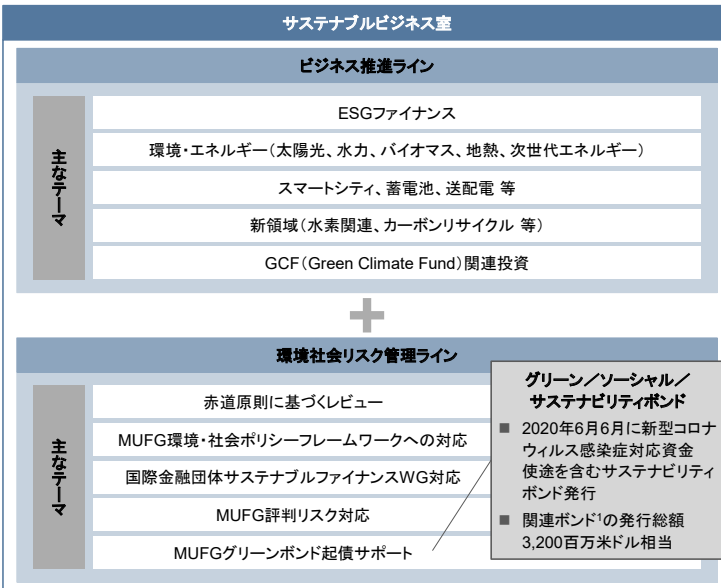 サステナブルビジネス室
ビジネス推進ライン
主なテーマ
ESGファイナンス
環境・エネルギー(太陽光、水力、バイオマス、地熱、次世代エネルギー)
スマートシティ、蓄電池、送配電 等
新領域(水素関連、カーボンリサイクル 等)
GCF(Green Climate Fund)関連投資
+
環境社会リスク管理ライン
主なテーマ
赤道原則に基づくレビュー
MUFG環境・社会ポリシーフレームワークへの対応
国際金融団体サステナブルファイナンスWG対応
MUFG評判リスク対応
MUFGグリーンボンド起債サポート
グリーン/ソーシャル/
サステナビリティボンド
■ 2020年6月6月に新型コロナ
ウィルス感染症対応資金
使途を含むサステナビリティ
ボンド発行
■ 関連ボンド¹の発行総額
3,200百万米ドル相当